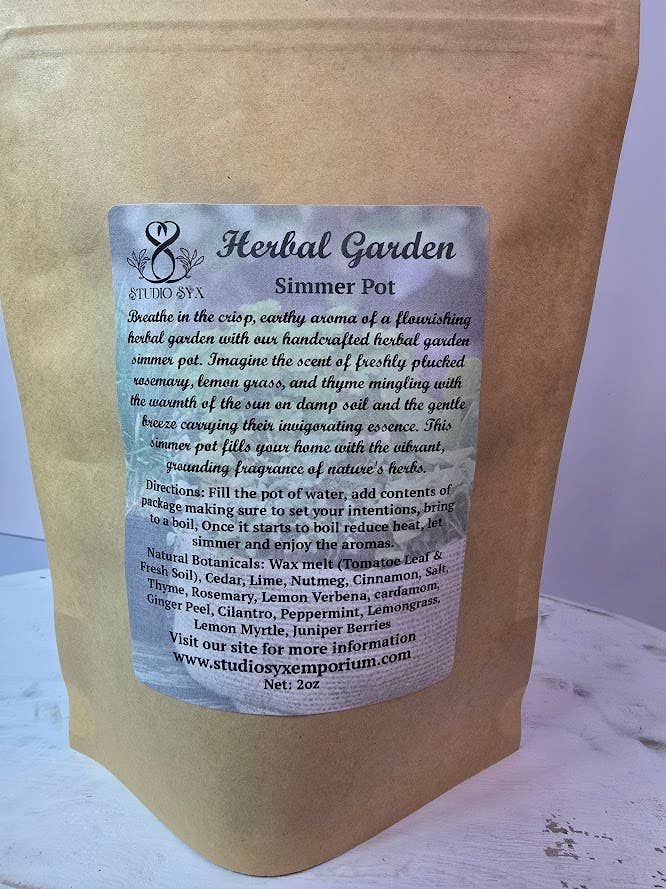 STUDIO SYX
Herbal Garden
Simmer Pot
Breathe in the crisp, earthy aroma of a flourishing
herbal garden with our handcrafted herbal garden
simmer pot. Imagine the scent of freshly plucked
rosemary, lemon grass, and thyme mingling with
the warmth of the sun on damp soil and the gentle
breeze carrying their invigorating essence. This
simmer pot fills your home with the vibrant,
grounding fragrance of nature's herbs.
Directions: Fill the pot of water, add contents of
package making sure to set your intentions, bring
to a boil, Once it starts to boil reduce heat, let
simmer and enjoy the aromas.
Natural Botanicals: Wax melt (Tomatoe Leaf &
Fresh Soil), Cedar, Lime, Nutmeg, Cinnamon, Salt,
Thyme, Rosemary, Lemon Verbena, cardamom,
Ginger Peel, Cilantro, Peppermint, Lemongrass,
Lemon Myrtle, Juniper Berries
Visit our site for more information
www.studiosyxemporium.com
Net: 2oz